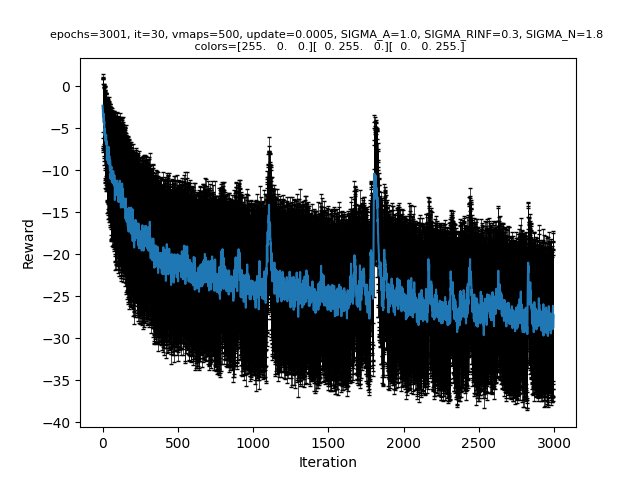 epochs=3001, it=30, vmaps=500, update=0.0005, SIGMA_A=1.0, SIGMA_RINF=0.3, SIGMA_N=1.8
colors=[255. 0. 0.][ 0. 255. 0.][ 0. 0. 255.]
0
−5
−10
−15
−20
−25
−30
−35
−40
Reward
0 500 1000 1500 2000 2500 3000
Iteration